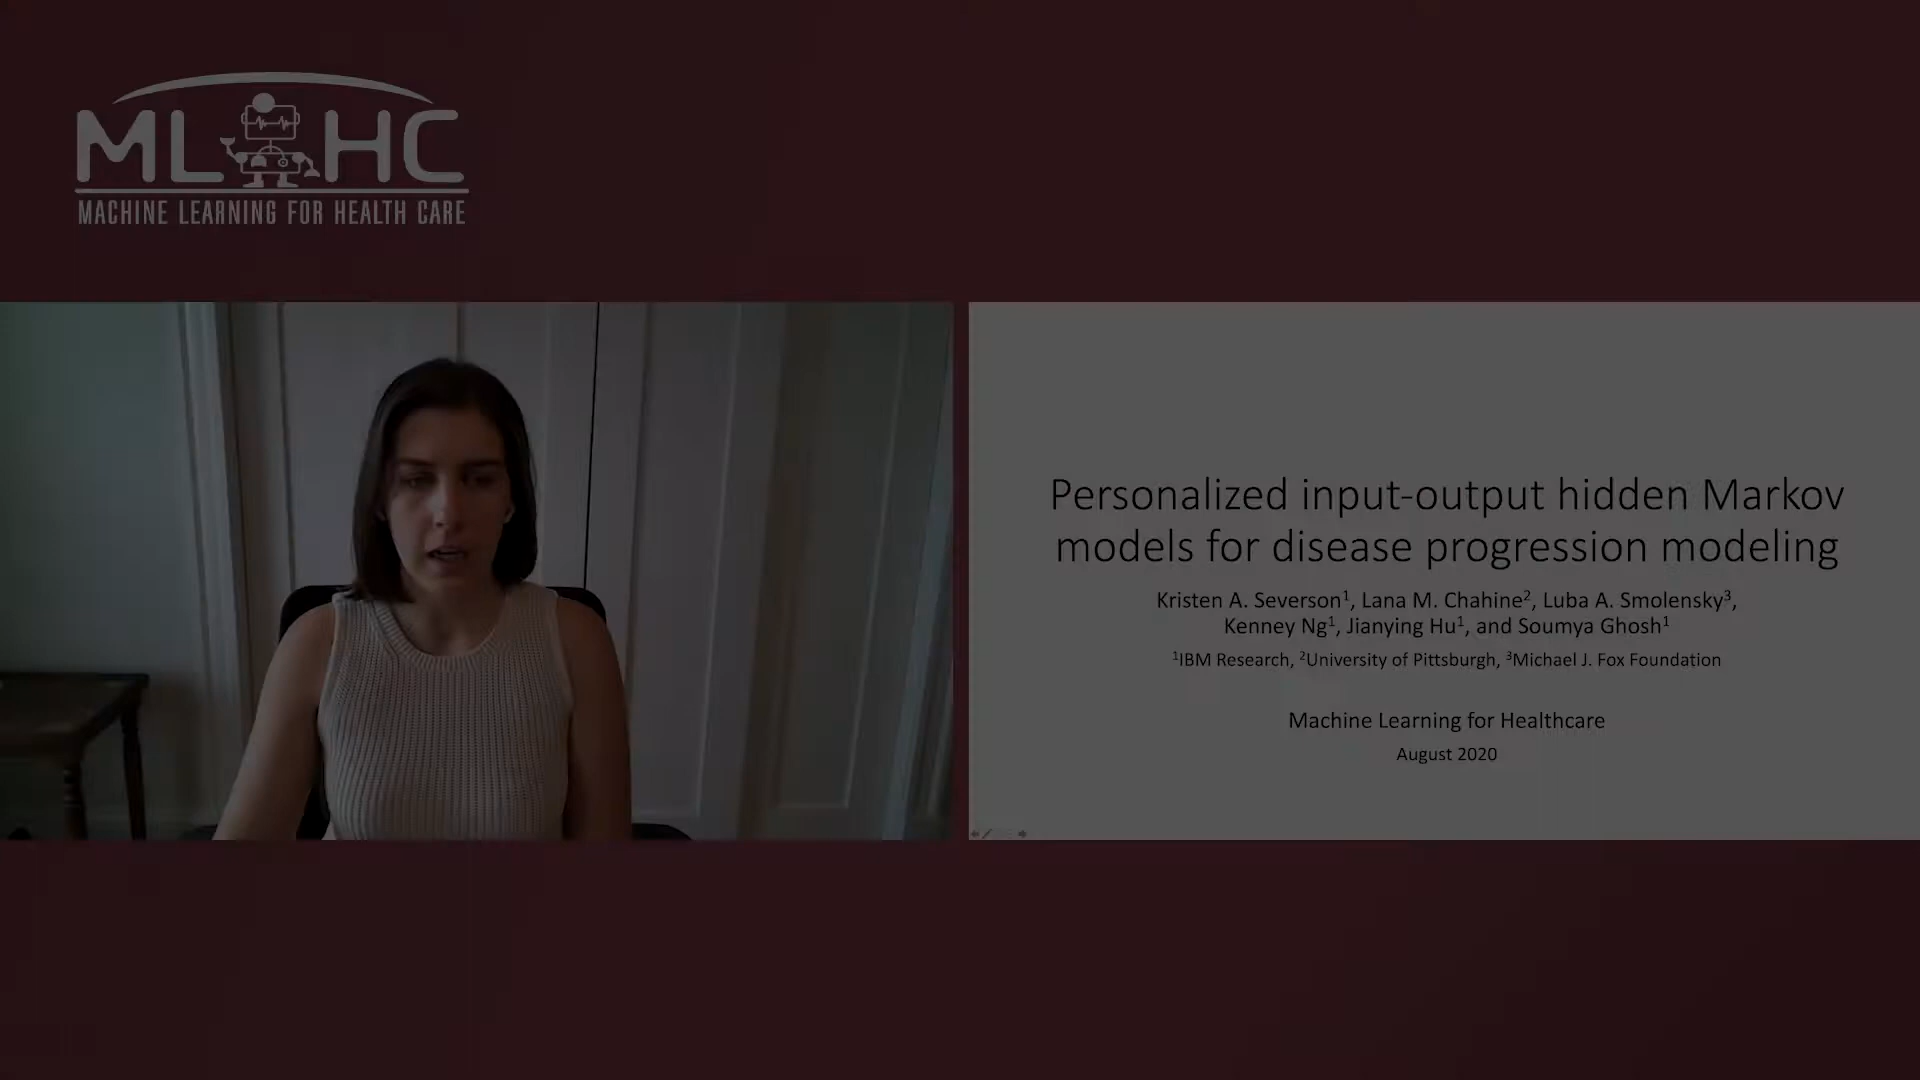 ML HC
MACHINE LEARNING FOR HEALTH CARE
Personalized input-output hidden Markov
models for disease progression modeling
Kristen A. Severson¹, Lana M. Chahine², Luba A. Smolensky³,
Kenney Ng¹, Jianying Hu¹, and Soumya Ghosh¹
¹IBM Research, ²University of Pittsburgh, ³Michael J. Fox Foundation
Machine Learning for Healthcare
August 2020